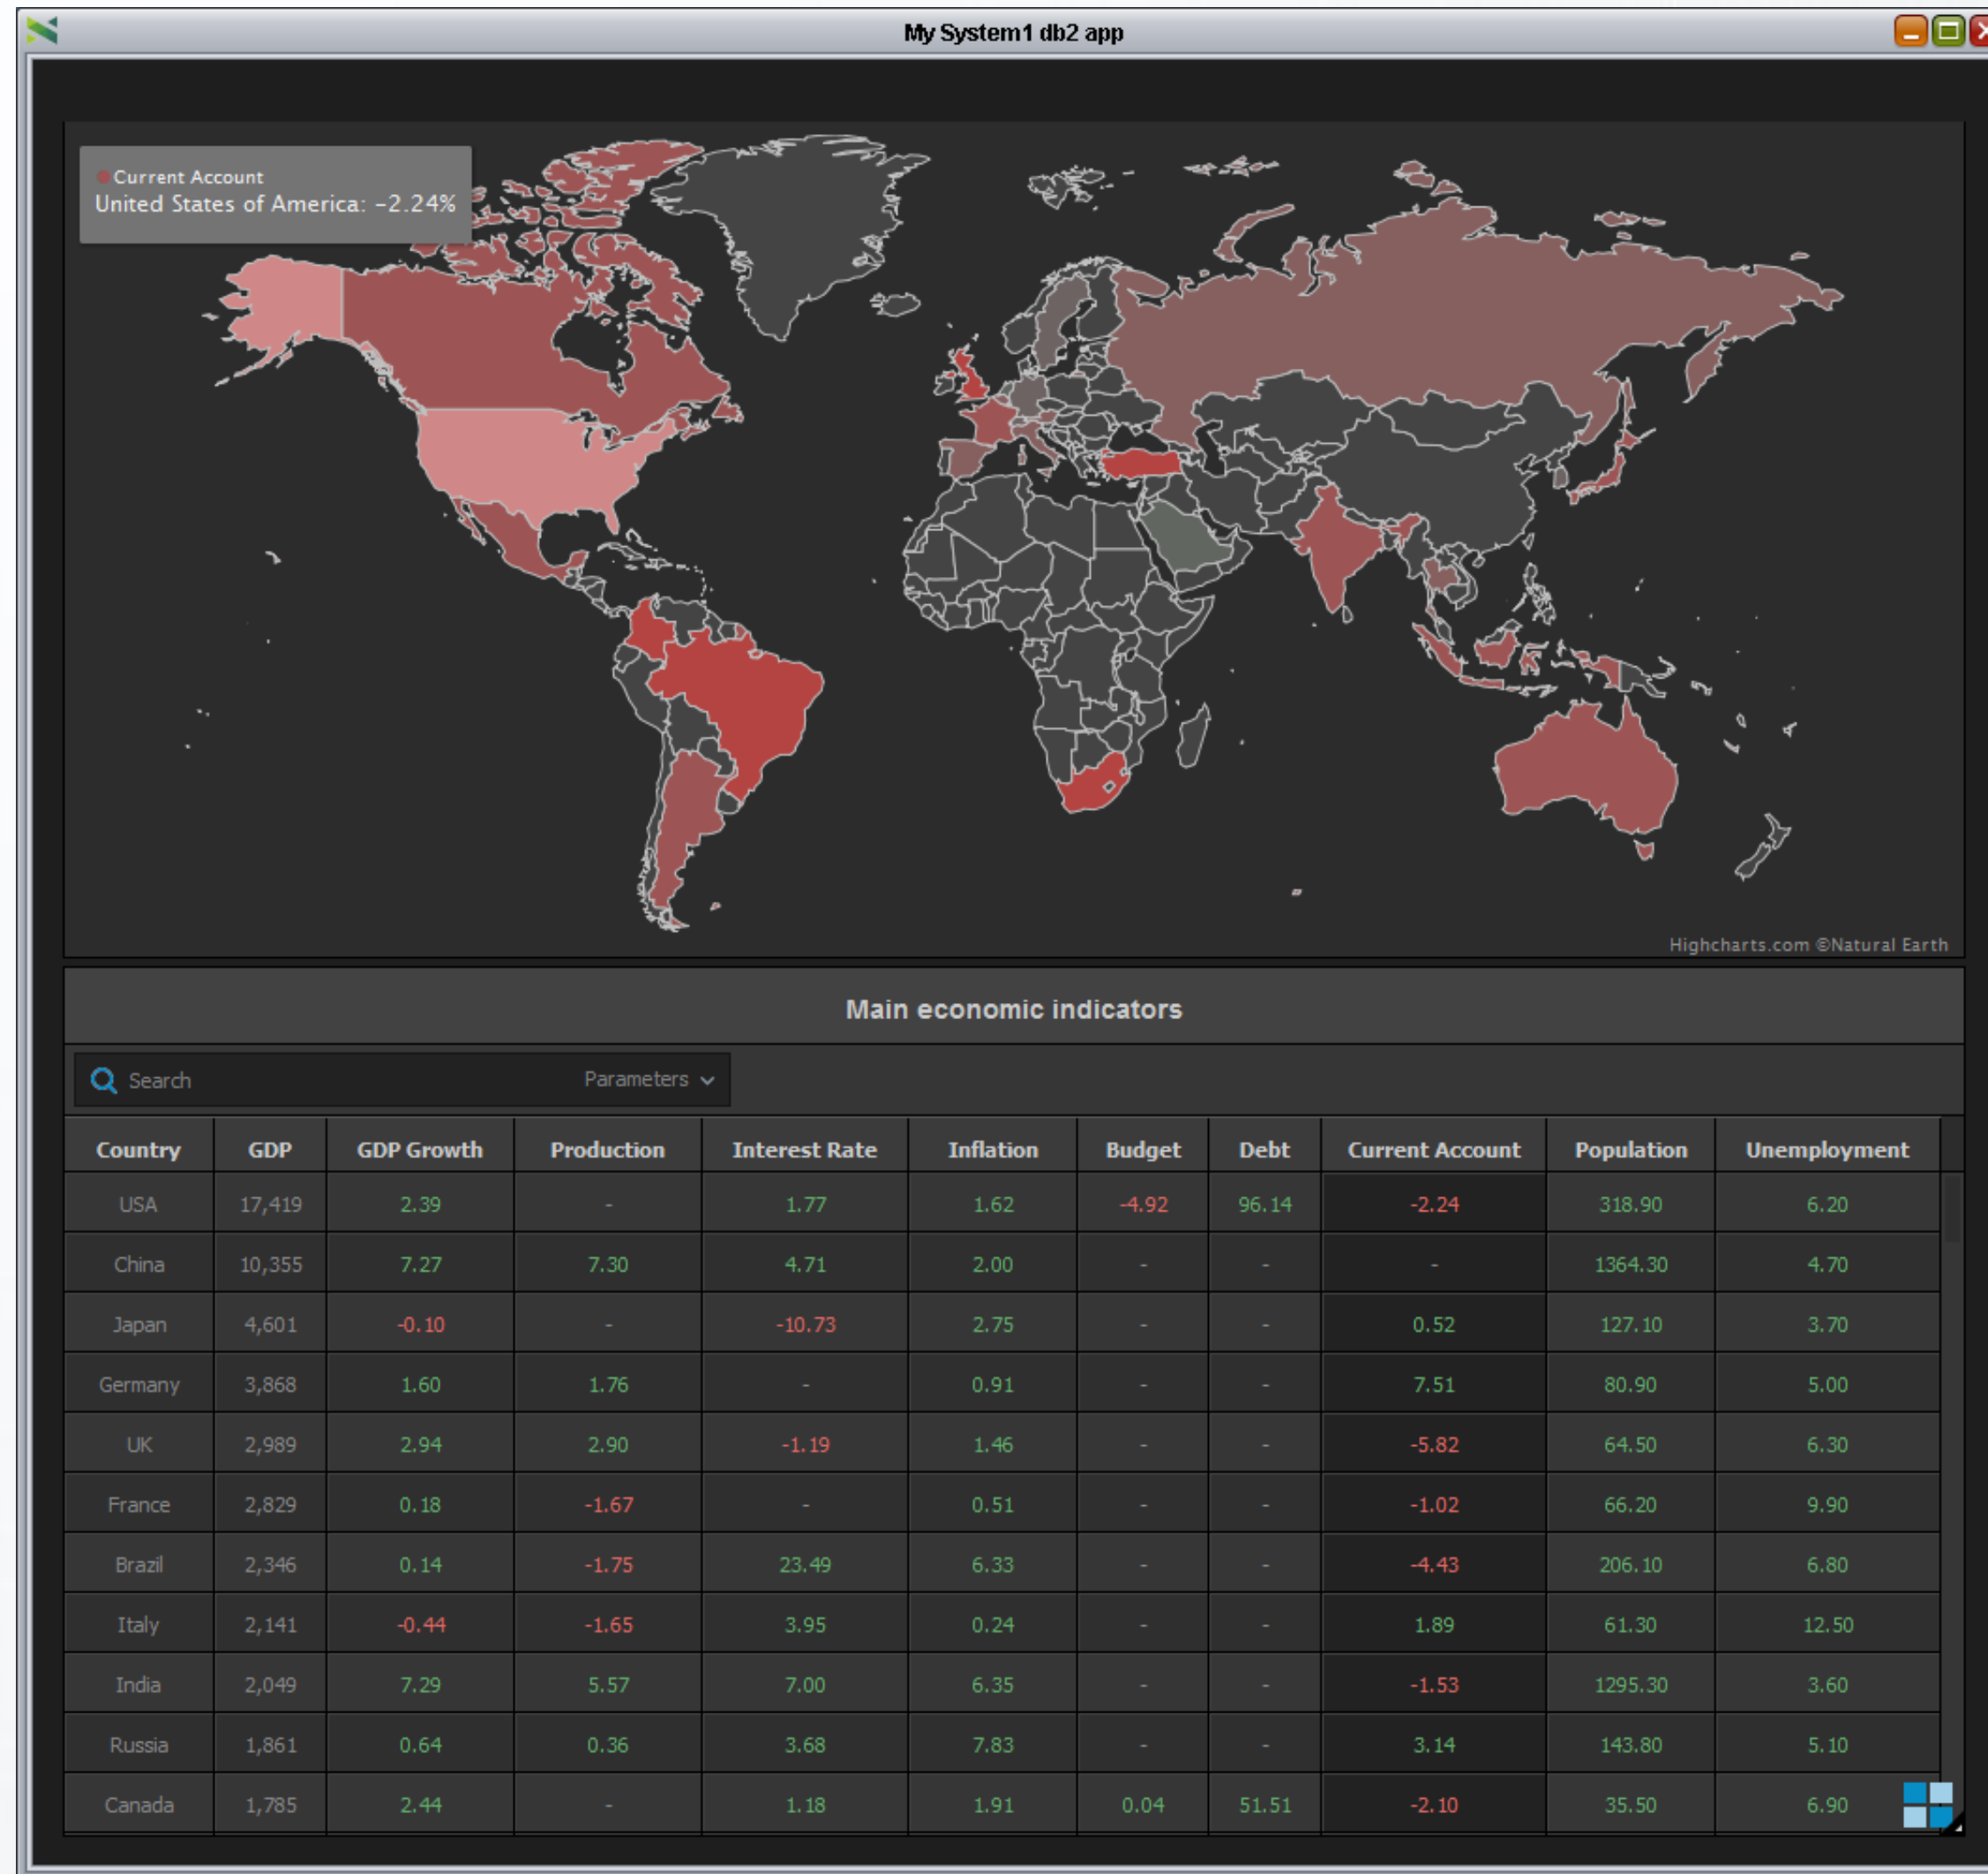 My System1 db2 app
Current Account
United States of America: -2.24%
Highcharts.com ©Natural Earth
Main economic indicators
Search Parameters
Country GDP GDP Growth Production Interest Rate Inflation Budget Debt Current Account Population Unemployment
USA 17,419 2.39 - 1.77 1.62 -4.92 96.14 -2.24 318.90 6.20
China 10,355 7.27 7.30 4.71 2.00 - - - 1364.30 4.70
Japan 4,601 -0.10 - -10.73 2.75 - - 0.52 127.10 3.70
Germany 3,868 1.60 1.76 - 0.91 - - 7.51 80.90 5.00
UK 2,989 2.94 2.90 -1.19 1.46 - - -5.82 64.50 6.30
France 2,829 0.18 -1.67 - 0.51 - - -1.02 66.20 9.90
Brazil 2,346 0.14 -1.75 23.49 6.33 - - -4.43 206.10 6.80
Italy 2,141 -0.44 -1.65 3.95 0.24 - - 1.89 61.30 12.50
India 2,049 7.29 5.57 7.00 6.35 - - -1.53 1295.30 3.60
Russia 1,861 0.64 0.36 3.68 7.83 - - 3.14 143.80 5.10
Canada 1,785 2.44 - 1.18 1.91 0.04 51.51 -2.10 35.50 6.90